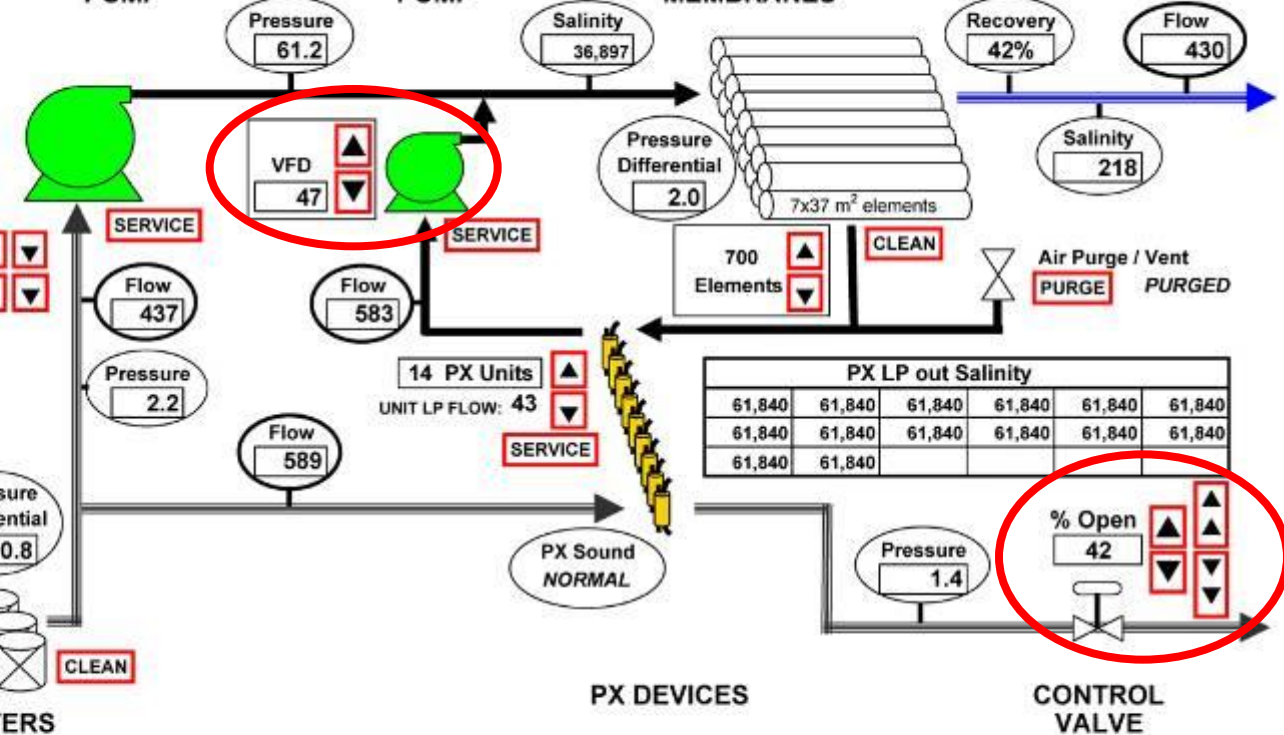 Pressure
61.2
Salinity
36,897
MEMBRANES
Recovery
42%
Flow
430
VFD
47
Pressure
Differential
2.0
7x37 m² elements
Salinity
218
SERVICE
SERVICE
CLEAN
700
Elements
Air Purge / Vent
PURGE PURGED
Flow
437
Flow
583
Pressure
2.2
14 PX Units
UNIT LP FLOW: 43
SERVICE
PX LP out Salinity
61,840 61,840 61,840 61,840 61,840 61,840
61,840 61,840 61,840 61,840 61,840 61,840
61,840 61,840
Flow
589
0.8
PX Sound
NORMAL
Pressure
1.4
% Open
42
CLEAN
PX DEVICES
CONTROL
VALVE